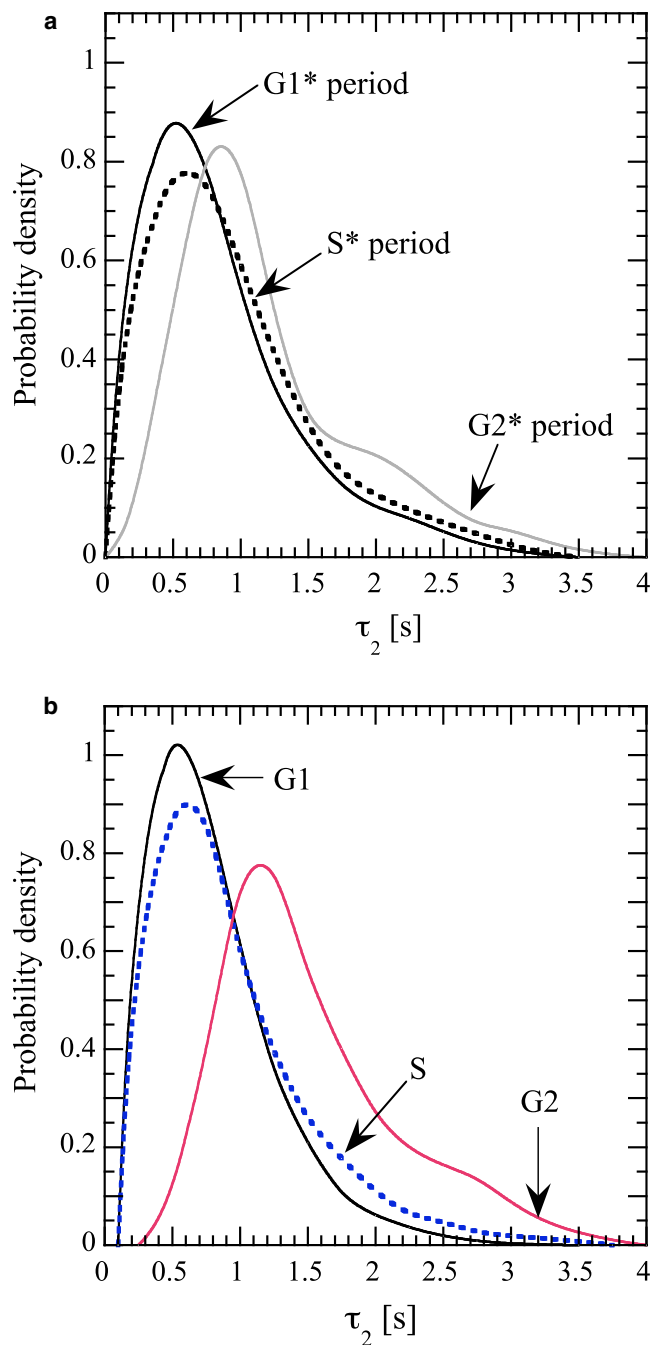 a
G1* period
S* period
G2* period
Probability density
1
0.8
0.6
0.4
0.2
0
0 0.5 1 1.5 2 2.5 3 3.5 4
τ2 [s]
b
G1
S
G2
Probability density
1
0.8
0.6
0.4
0.2
0
0 0.5 1 1.5 2 2.5 3 3.5 4
τ2 [s]